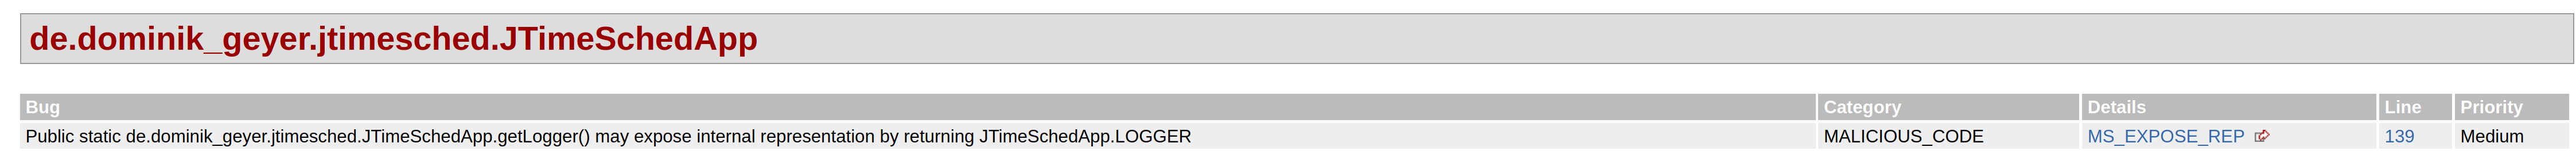 de.dominik_geyer.jtimesched.JTimeSchedApp
Bug Category Details Line Priority
Public static de.dominik_geyer.jtimesched.JTimeSchedApp.getLogger() may expose internal representation by returning JTimeSchedApp.LOGGER MALICIOUS_CODE MS_EXPOSE_REP 139 Medium